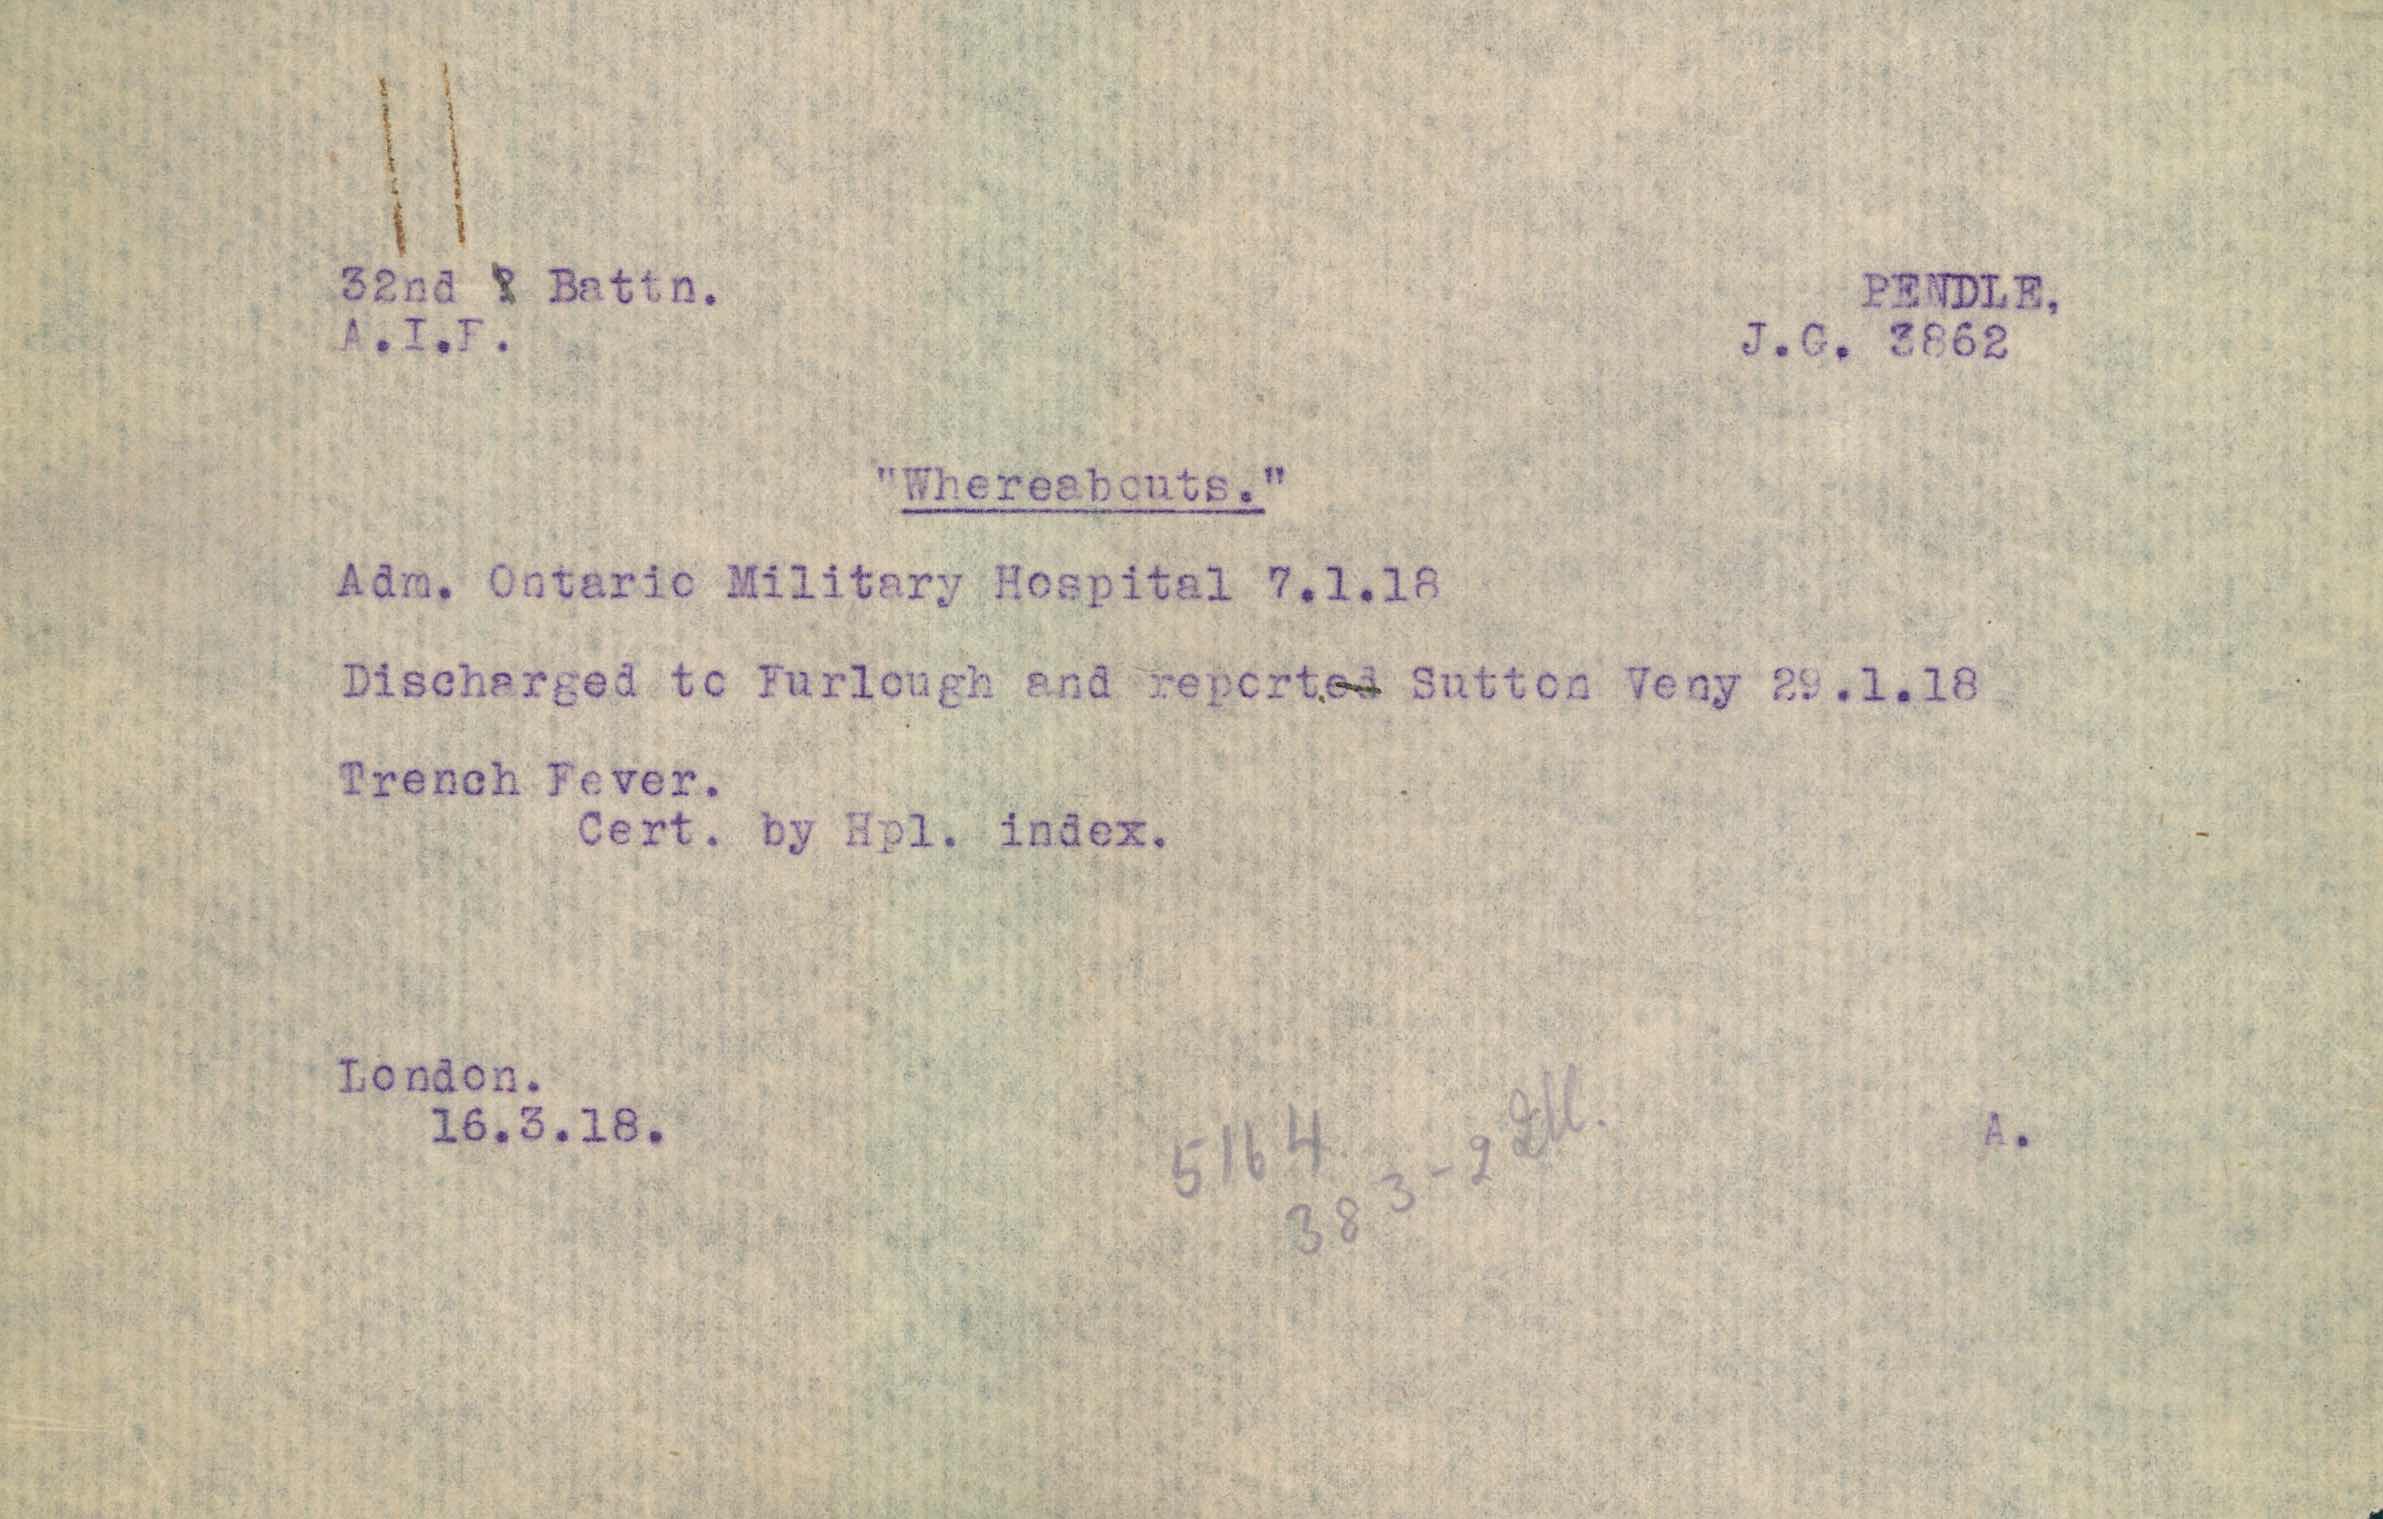 32nd Battn. PENDLE,
A.I.F. J.G. 3862
"Whereabouts."
Adm. Ontario Military Hospital 7.1.18
Discharged to Furlough and reported Sutton Veny 29.1.18
Trench Fever.
Cert. by Hpl. index.
London.
16.3.18. A.
5164
383-2